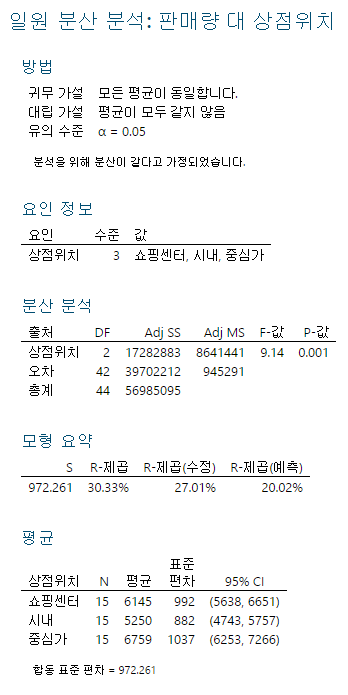 일원 분산 분석: 판매량 대 상점위치
방법
귀무 가설 모든 평균이 동일합니다.
대립 가설 평균이 모두 같지 않음
유의 수준 α = 0.05
분석을 위해 분산이 같다고 가정되었습니다.
요인 정보
요인 수준 값
상점위치 3 쇼핑센터, 시내, 중심가
분산 분석
출처 DF Adj SS Adj MS F-값 P-값
상점위치 2 17282883 8641441 9.14 0.001
오차 42 39702212 945291
총계 44 56985095
모형 요약
S R-제곱 R-제곱(수정) R-제곱(예측)
972.261 30.33% 27.01% 20.02%
평균
표준
상점위치 N 평균 편차 95% CI
쇼핑센터 15 6145 992 (5638, 6651)
시내 15 5250 882 (4743, 5757)
중심가 15 6759 1037 (6253, 7266)
합동 표준 편차 = 972.261